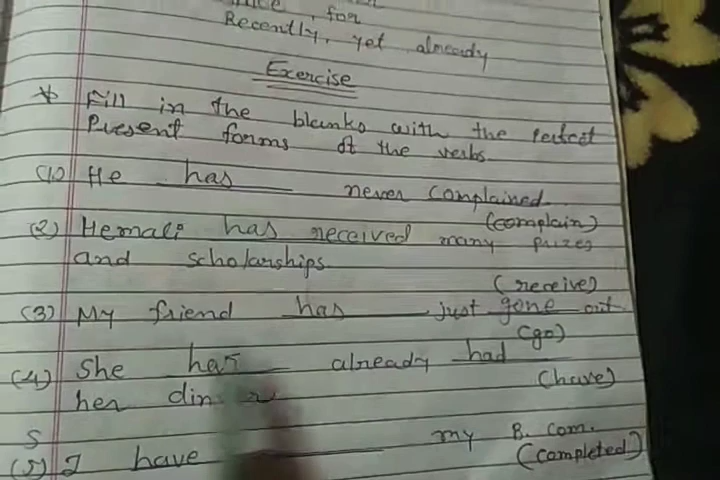 for
Recently, yet already
Exercise
* Fill in the blanks with the perfect
Present forms of the verbs.
(1) He has never complained.
(complain)
(2) Hemali has received many prizes
and scholarships
(receive)
(3) My friend has just gone out.
(go)
(4) She has already had
(have)
her
S
(5) I have my B. com.
(completed)